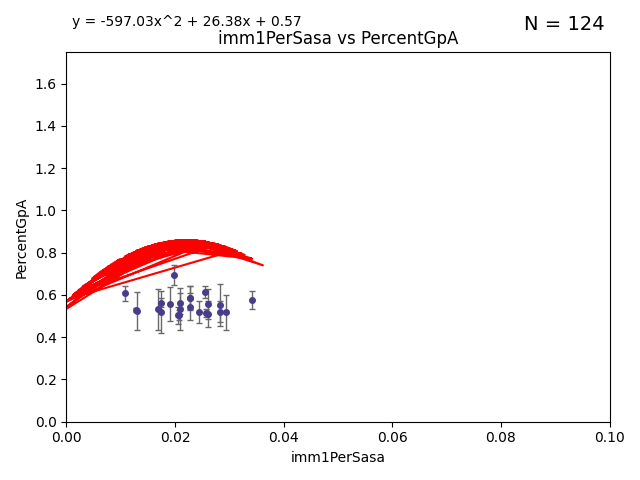 y = -597.03x^2 + 26.38x + 0.57
N = 124
imm1PerSasa vs PercentGpA
1.6
1.4
1.2
1.0
0.8
0.6
0.4
0.2
0.0
PercentGpA
0.00 0.02 0.04 0.06 0.08 0.10
imm1PerSasa